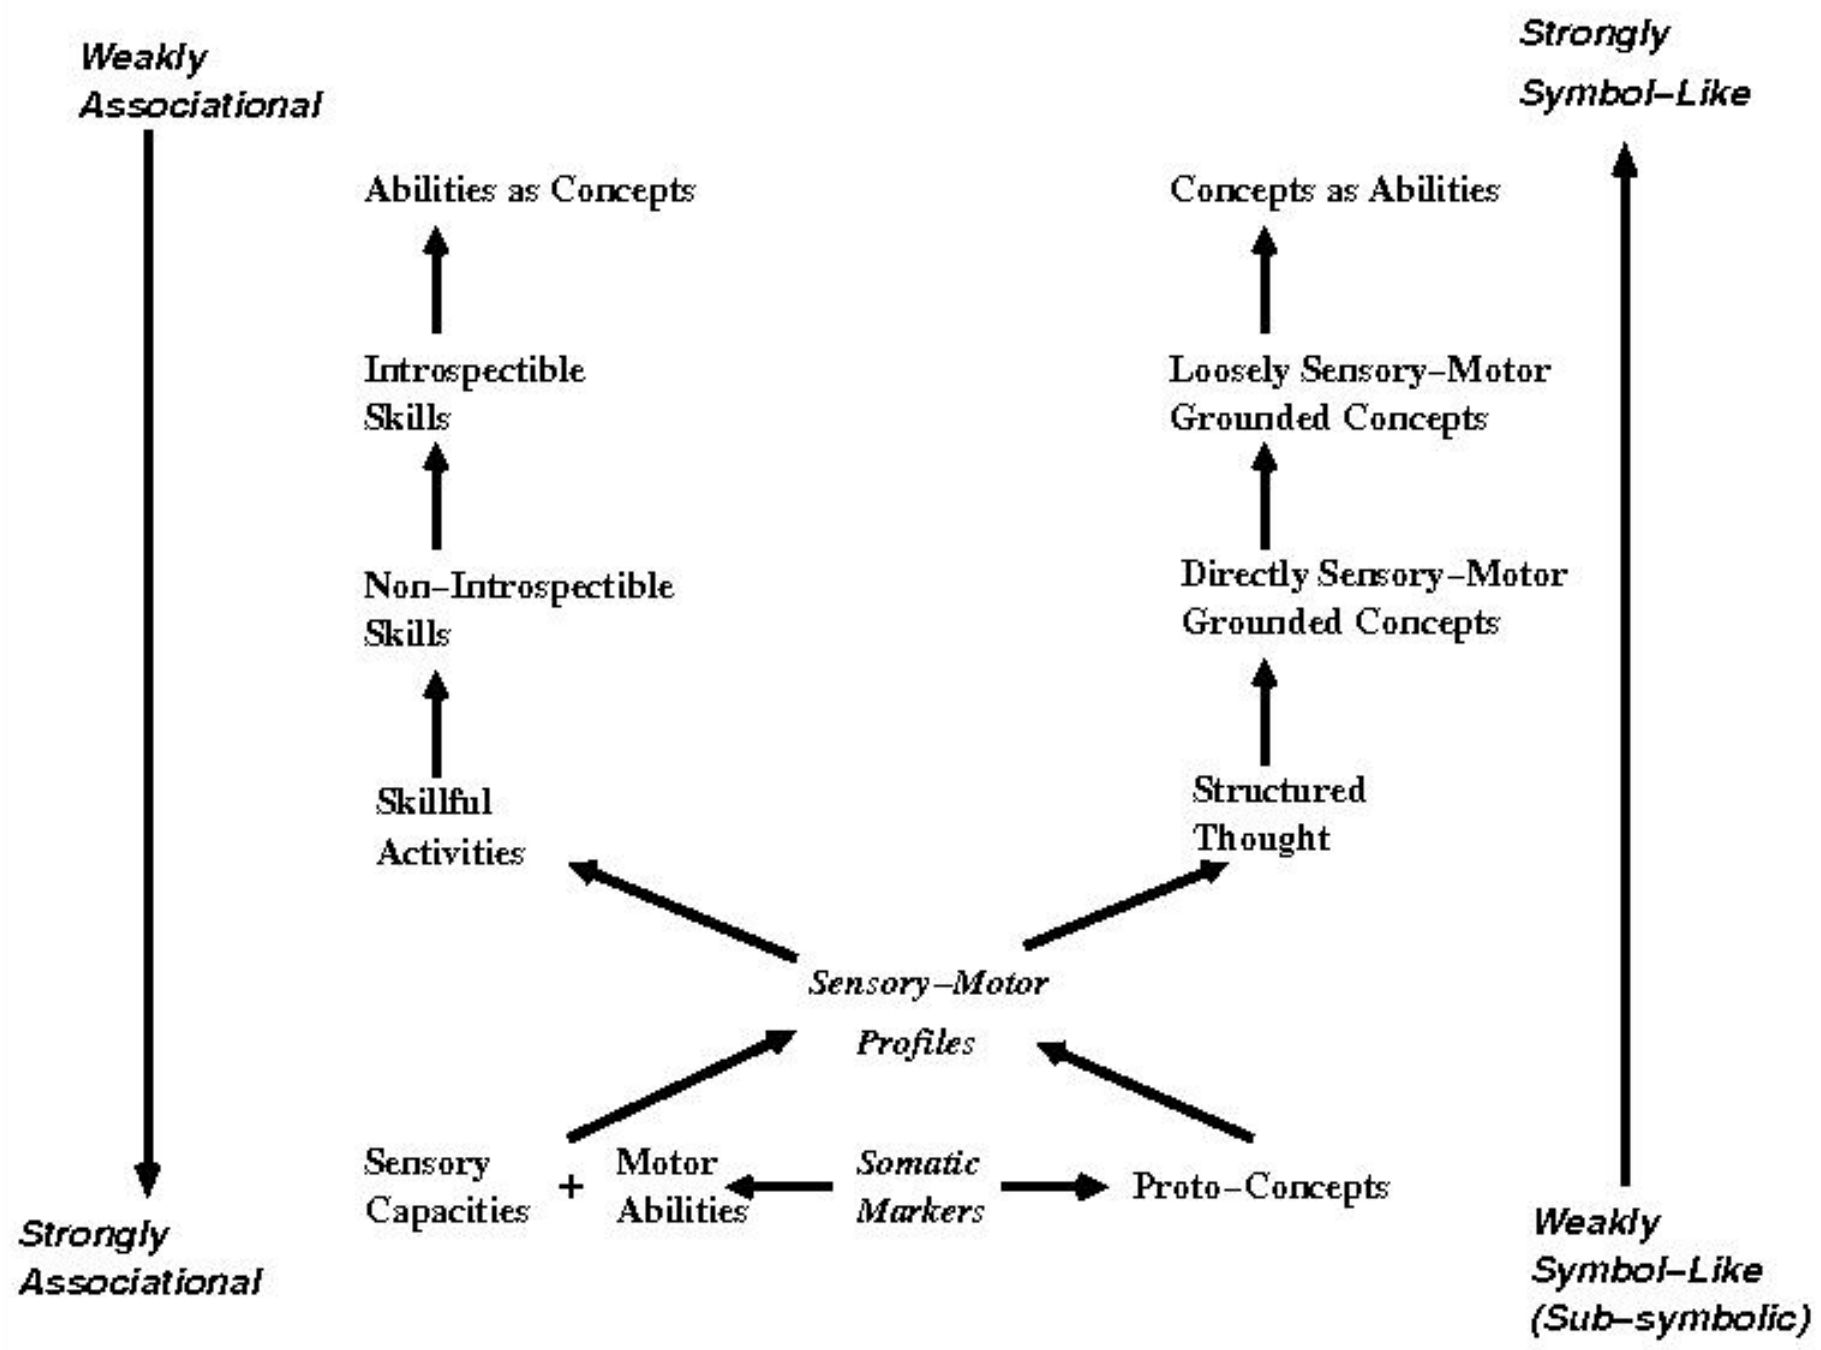 Weakly
Associational
Strongly
Symbol-Like
Abilities as Concepts
Concepts as Abilities
Introspectible
Skills
Loosely Sensory-Motor
Grounded Concepts
Non-Introspectible
Skills
Directly Sensory-Motor
Grounded Concepts
Skillful
Activities
Structured
Thought
Sensory-Motor
Profiles
Sensory
Capacities
+
Motor
Abilities
Somatic
Markers
Proto-Concepts
Strongly
Associational
Weakly
Symbol-Like
(Sub-symbolic)